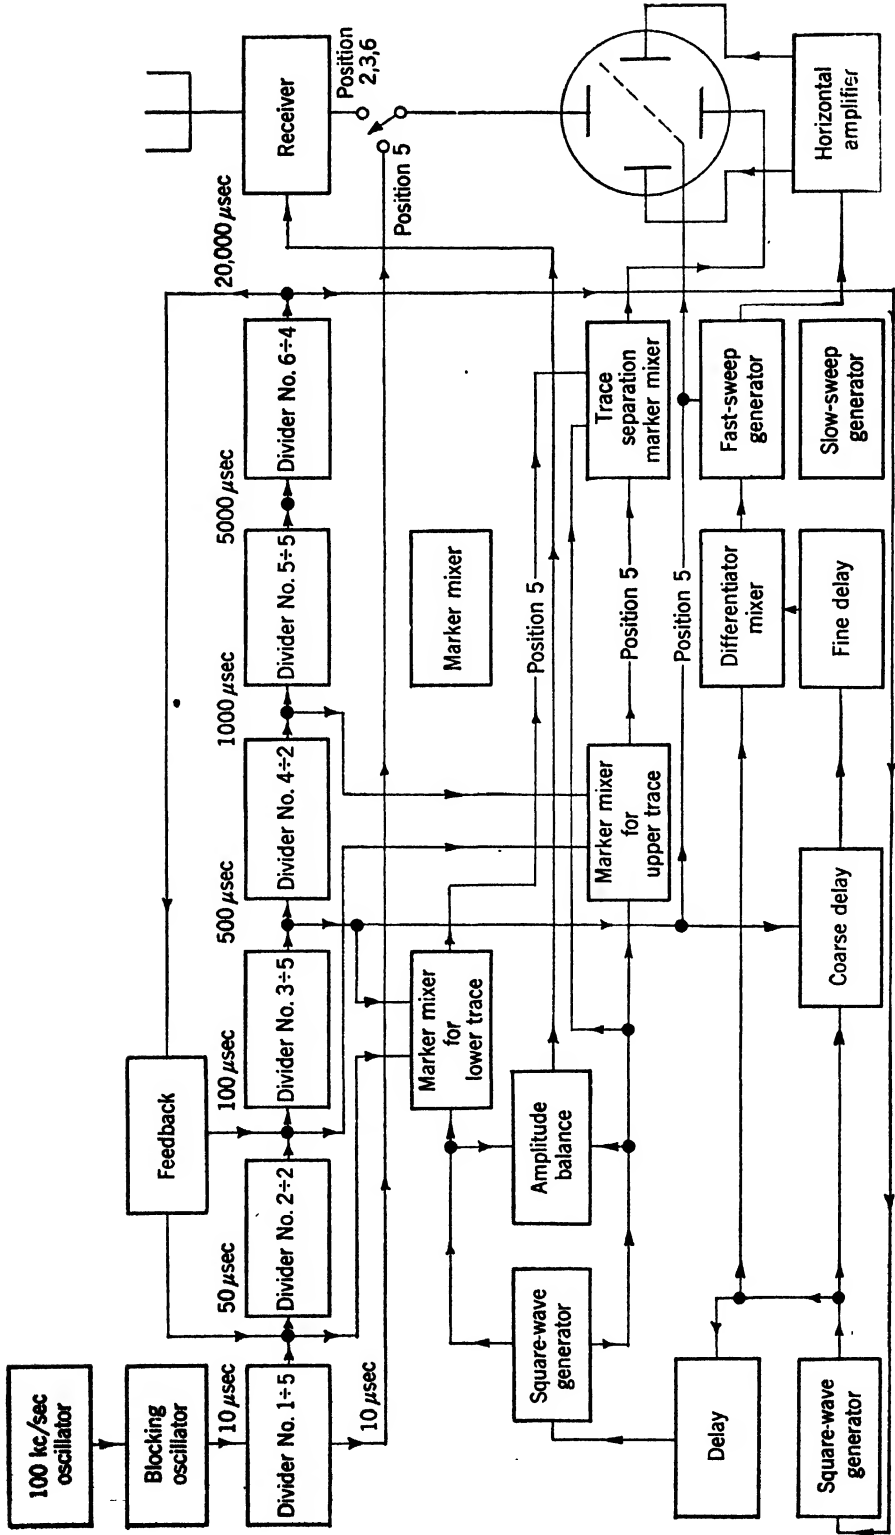 100 kc/sec
oscillator
Blocking
oscillator
10 μsec
Divider No. 1÷5
10 μsec
50 μsec
Divider No. 2÷2
Feedback
100 μsec
Divider No. 3÷5
500 μsec
Divider No. 4÷2
1000 μsec
Divider No. 5÷5
5000 μsec
Divider No. 6÷4
20,000 μsec
Receiver
Position
2,3,6
5
Position 5
Marker mixer
for
lower trace
Marker mixer
Position 5
Square-wave
generator
Amplitude
balance
Marker mixer
for
upper trace
Position 5
Trace
separation
marker mixer
Position 5
Delay
Differentiator
mixer
Fast-sweep
generator
Square-wave
generator
Coarse delay
Fine delay
Slow-sweep
generator
Horizontal
amplifier